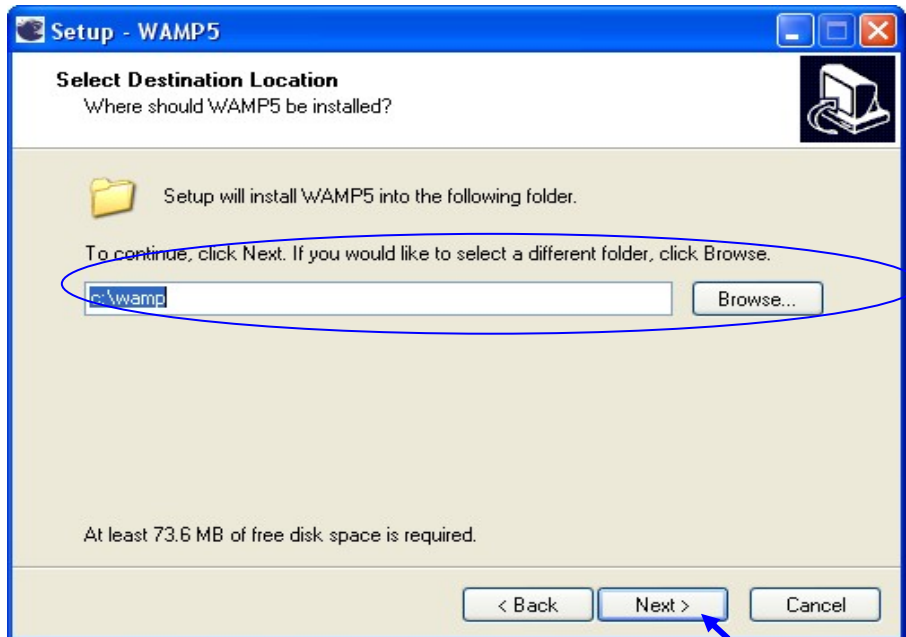 Setup - WAMP5
Select Destination Location
Where should WAMP5 be installed?
Setup will install WAMP5 into the following folder.
To continue, click Next. If you would like to select a different folder, click Browse.
c:\wamp
Browse...
At least 73.6 MB of free disk space is required.
< Back
Next >
Cancel